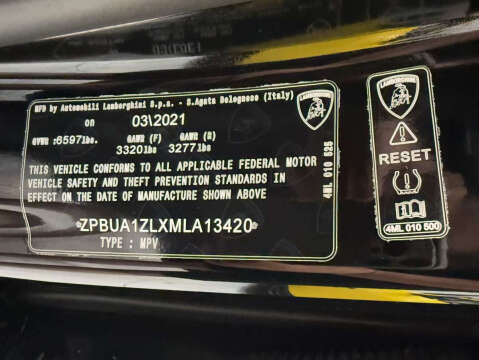 MFD by Automobili Lamborghini S.p.a. - S.Agata Bolognese (Italy)
on 03\2021
GVWR :6597lbs. GAWR (F) 3320lbs GAWR (R) 3277lbs
THIS VEHICLE CONFORMS TO ALL APPLICABLE FEDERAL MOTOR
VEHICLE SAFETY AND THEFT PREVENTION STANDARDS IN
EFFECT ON THE DATE OF MANUFACTURE SHOWN ABOVE
*ZPBUA1ZLXMLA13420*
TYPE : MPV
4ML 010 525
LAMBORGHINI
LAMBORGHINI
RESET
4ML 010 500